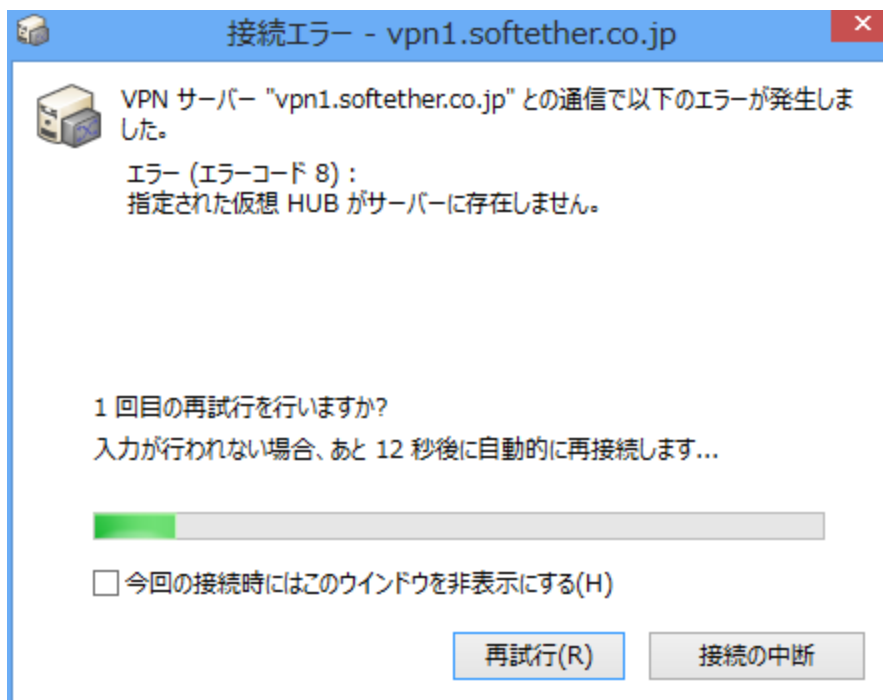 接続エラー - vpn1.softether.co.jp
VPN サーバー "vpn1.softether.co.jp" との通信で以下のエラーが発生しま
した。
エラー (エラーコード 8) :
指定された仮想 HUB がサーバーに存在しません。
1 回目の再試行を行いますか?
入力が行われない場合、あと 12 秒後に自動的に再接続します...
今回の接続時にはこのウインドウを非表示にする(H)
再試行(R) 接続の中断